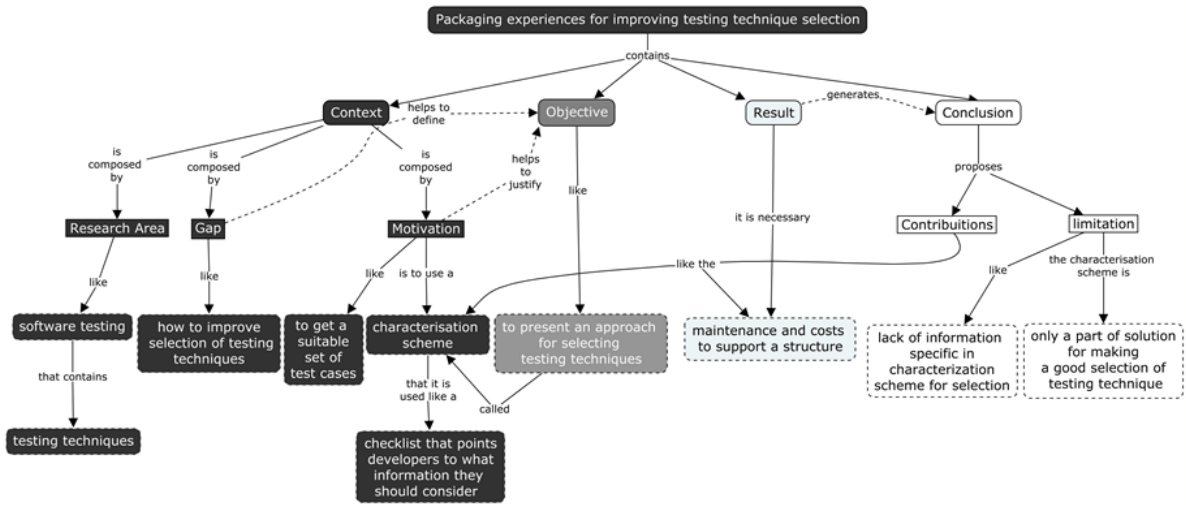 Packaging experiences for improving testing technique selection
contains
Context
helps to
define
Objective
Result
generates
Conclusion
is
composed
by
is
composed
by
is
composed
by
helps
to
justify
like
proposes
Research Area
Gap
Motivation
it is necessary
Contribuitions
limitation
like
like
like
is to use a
like the
like
the characterisation
scheme is
software testing
how to improve
selection of testing
techniques
to get a
suitable
set of
test cases
characterisation
scheme
to present an approach
for selecting
testing techniques
maintenance and costs
to support a structure
lack of information
specific in
characterization
scheme for selection
only a part of solution
for making
a good selection of
testing technique
that contains
that it is
used like a
called
testing techniques
checklist that points
developers to what
information they
should consider